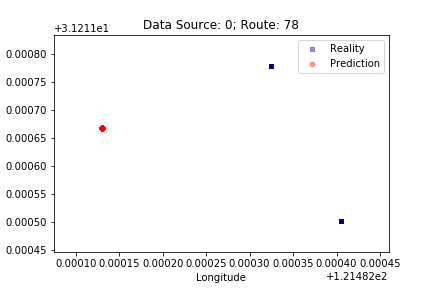 Data Source: 0; Route: 78
+3.1211e1
0.00080
0.00075
0.00070
0.00065
0.00060
0.00055
0.00050
0.00045
Reality
Prediction
0.00010 0.00015 0.00020 0.00025 0.00030 0.00035 0.00040 0.00045
Longitude
+1.21482e2